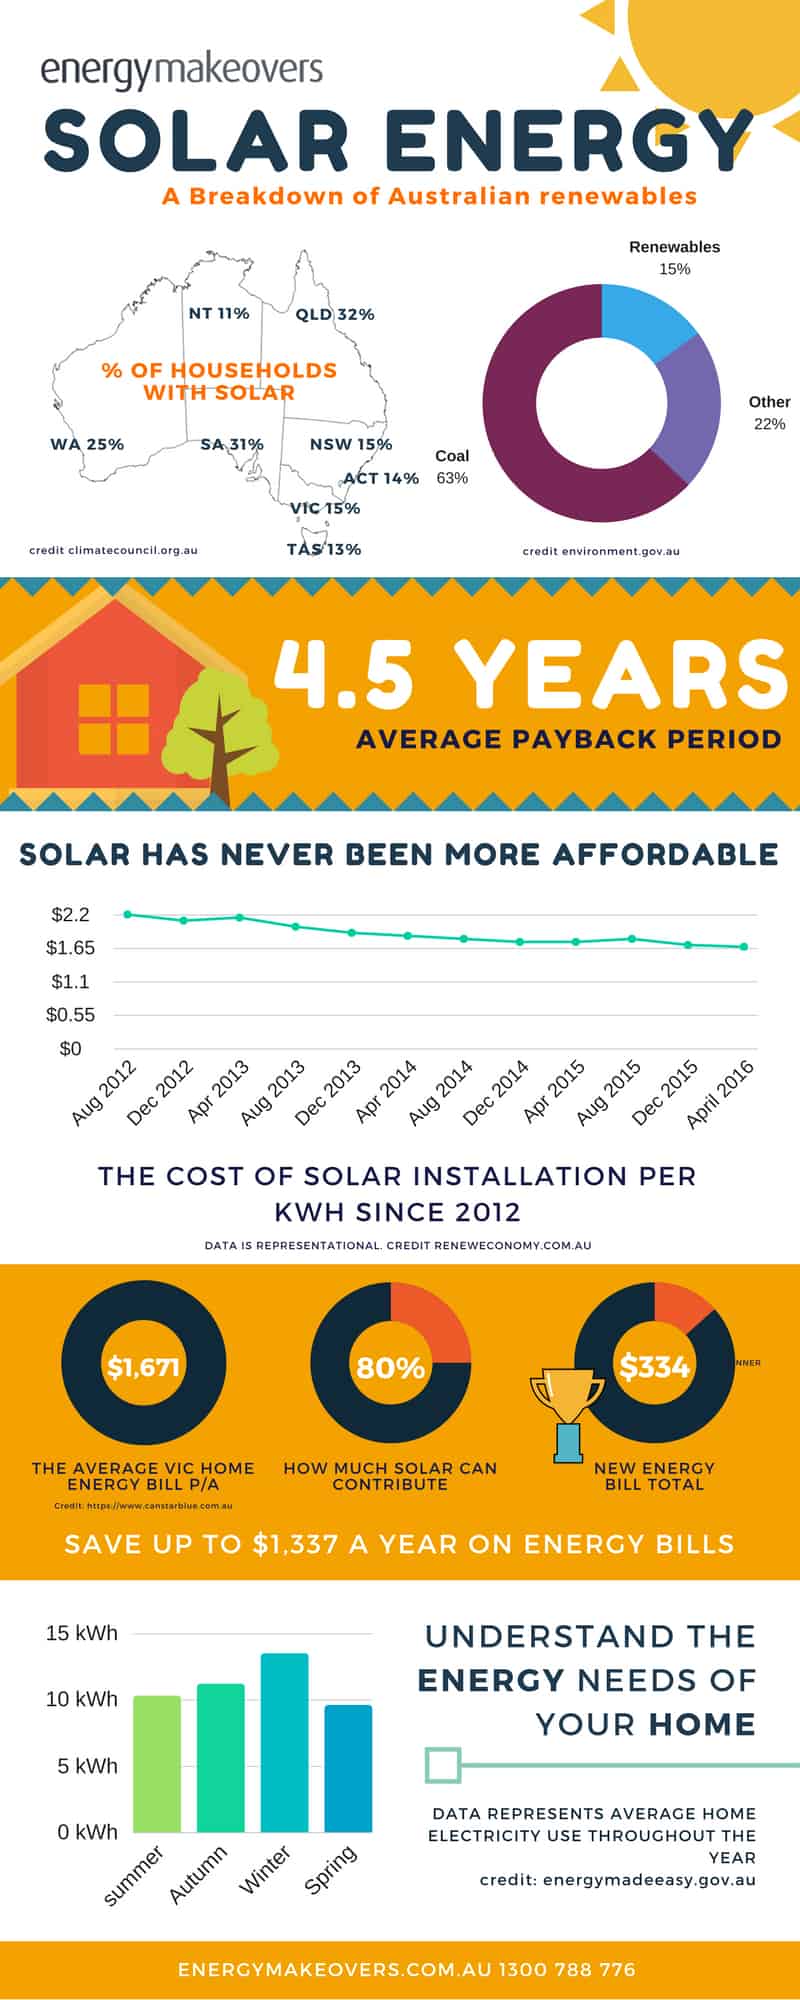 energymakeovers
SOLAR ENERGY
A Breakdown of Australian renewables
NT 11%
QLD 32%
% OF HOUSEHOLDS
WITH SOLAR
WA 25%
SA 31%
NSW 15%
ACT 14%
VIC 15%
TAS 13%
credit climatecouncil.org.au
Renewables
15%
Other
22%
Coal
63%
credit environment.gov.au
4.5 YEARS
AVERAGE PAYBACK PERIOD
SOLAR HAS NEVER BEEN MORE AFFORDABLE
$2.2
$1.65
$1.1
$0.55
$0
Aug 2012
Dec 2012
Apr 2013
Aug 2013
Dec 2013
Apr 2014
Aug 2014
Dec 2014
Apr 2015
Aug 2015
Dec 2015
April 2016
THE COST OF SOLAR INSTALLATION PER
KWH SINCE 2012
DATA IS REPRESENTATIONAL. CREDIT RENEWECONOMY.COM.AU
$1,671
THE AVERAGE VIC HOME
ENERGY BILL P/A
Credit: https://www.canstarblue.com.au
80%
HOW MUCH SOLAR CAN
CONTRIBUTE
$334
NNER
NEW ENERGY
BILL TOTAL
SAVE UP TO $1,337 A YEAR ON ENERGY BILLS
15 kWh
10 kWh
5 kWh
0 kWh
summer
Autumn
Winter
Spring
UNDERSTAND THE
ENERGY NEEDS OF
YOUR HOME
DATA REPRESENTS AVERAGE HOME
ELECTRICITY USE THROUGHOUT THE
YEAR
credit: energymadeeasy.gov.au
ENERGYMAKEOVERS.COM.AU 1300 788 776